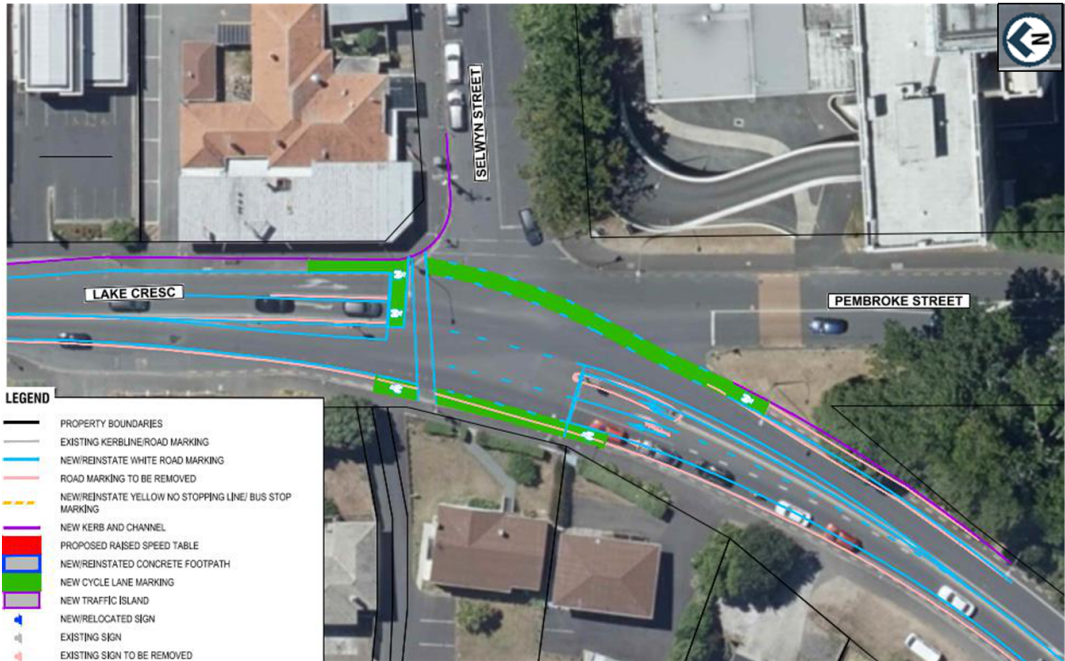 N
SELWYN STREET
LAKE CRESC
PEMBROKE STREET
LEGEND
PROPERTY BOUNDARIES
EXISTING KERBLINE/ROAD MARKING
NEW/REINSTATE WHITE ROAD MARKING
ROAD MARKING TO BE REMOVED
NEW/REINSTATE YELLOW NO STOPPING LINE/ BUS STOP
MARKING
NEW KERB AND CHANNEL
PROPOSED RAISED SPEED TABLE
NEW/REINSTATED CONCRETE FOOTPATH
NEW CYCLE LANE MARKING
NEW TRAFFIC ISLAND
NEW/RELOCATED SIGN
EXISTING SIGN
EXISTING SIGN TO BE REMOVED